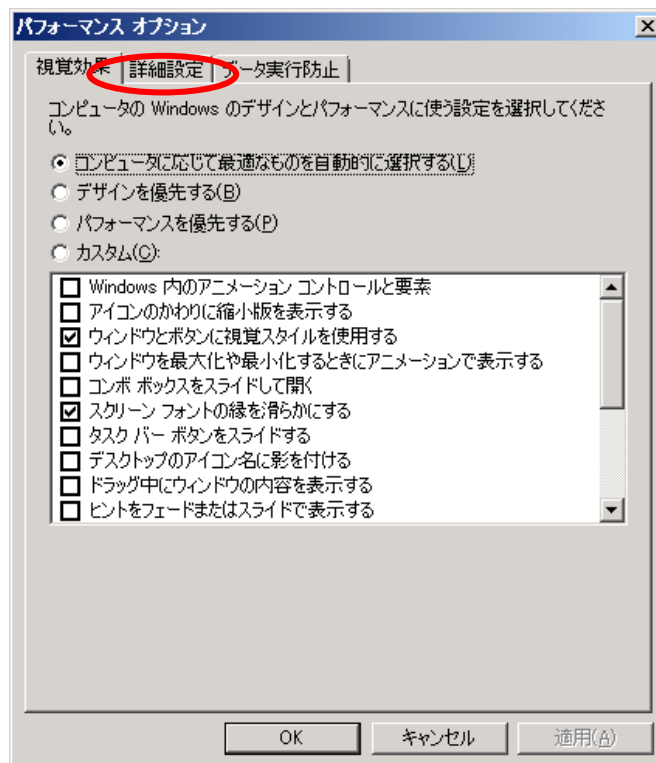 パフォーマンス オプション
視覚効果 詳細設定 データ実行防止
コンピュータの Windows のデザインとパフォーマンスに使う設定を選択してくださ
い。
コンピュータに応じて最適なものを自動的に選択する(L)
デザインを優先する(B)
パフォーマンスを優先する(P)
カスタム(C):
Windows 内のアニメーション コントロールと要素
アイコンのかわりに縮小版を表示する
ウィンドウとボタンに視覚スタイルを使用する
ウィンドウを最大化や最小化するときにアニメーションで表示する
コンボ ボックスをスライドして開く
スクリーン フォントの縁を滑らかにする
タスク バー ボタンをスライドする
デスクトップのアイコン名に影を付ける
ドラッグ中にウィンドウの内容を表示する
ヒントをフェードまたはスライドで表示する
OK キャンセル 適用(A)